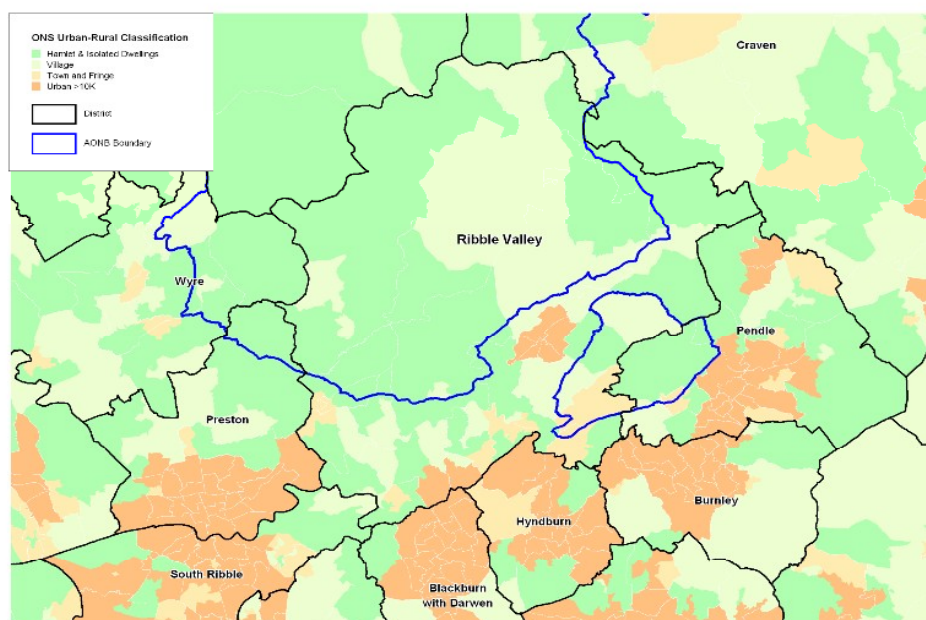 ONS Urban-Rural Classification
Hamlet & Isolated Dwellings
Village
Town and Fringe
Urban >10K
District
AONB Boundary
Craven
Ribble Valley
Wyre
Pendle
Preston
Burnley
Hyndburn
South Ribble
Blackburn
with Darwen